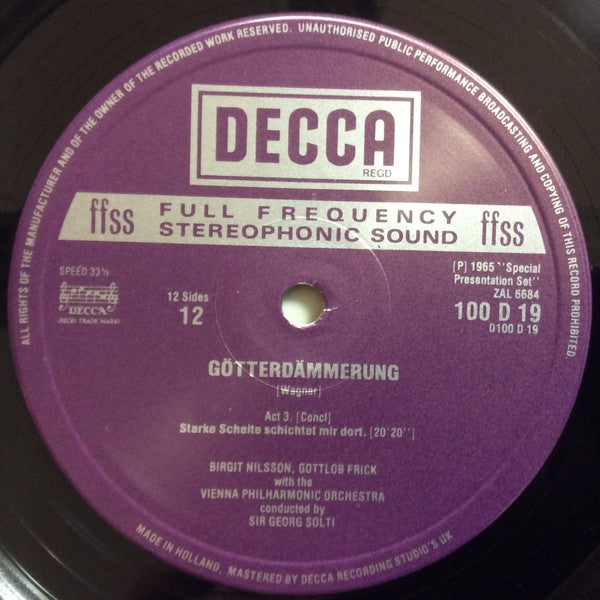 ALL RIGHTS OF THE MANUFACTURER AND OF THE OWNER OF THE RECORDED WORK RESERVED. UNAUTHORISED PUBLIC PERFORMANCE BROADCASTING AND COPYING OF THIS RECORD PROHIBITED.
DECCA
REGD
ffss FULL FREQUENCY STEREOPHONIC SOUND ffss
SPEED 33⅓
DECCA
(REGD TRADE MARK)
12 Sides
12
[P] 1965 "Special
Presentation Set"
ZAL 6684
100 D 19
D100 D 19
GÖTTERDÄMMERUNG
[Wagner]
Act 3. [Concl]
Starke Scheite schichtet mir dort. [20'20'']
BIRGIT NILSSON, GOTTLOB FRICK
with the
VIENNA PHILHARMONIC ORCHESTRA
conducted by
SIR GEORG SOLTI
MADE IN HOLLAND. MASTERED BY DECCA RECORDING STUDIO'S UK